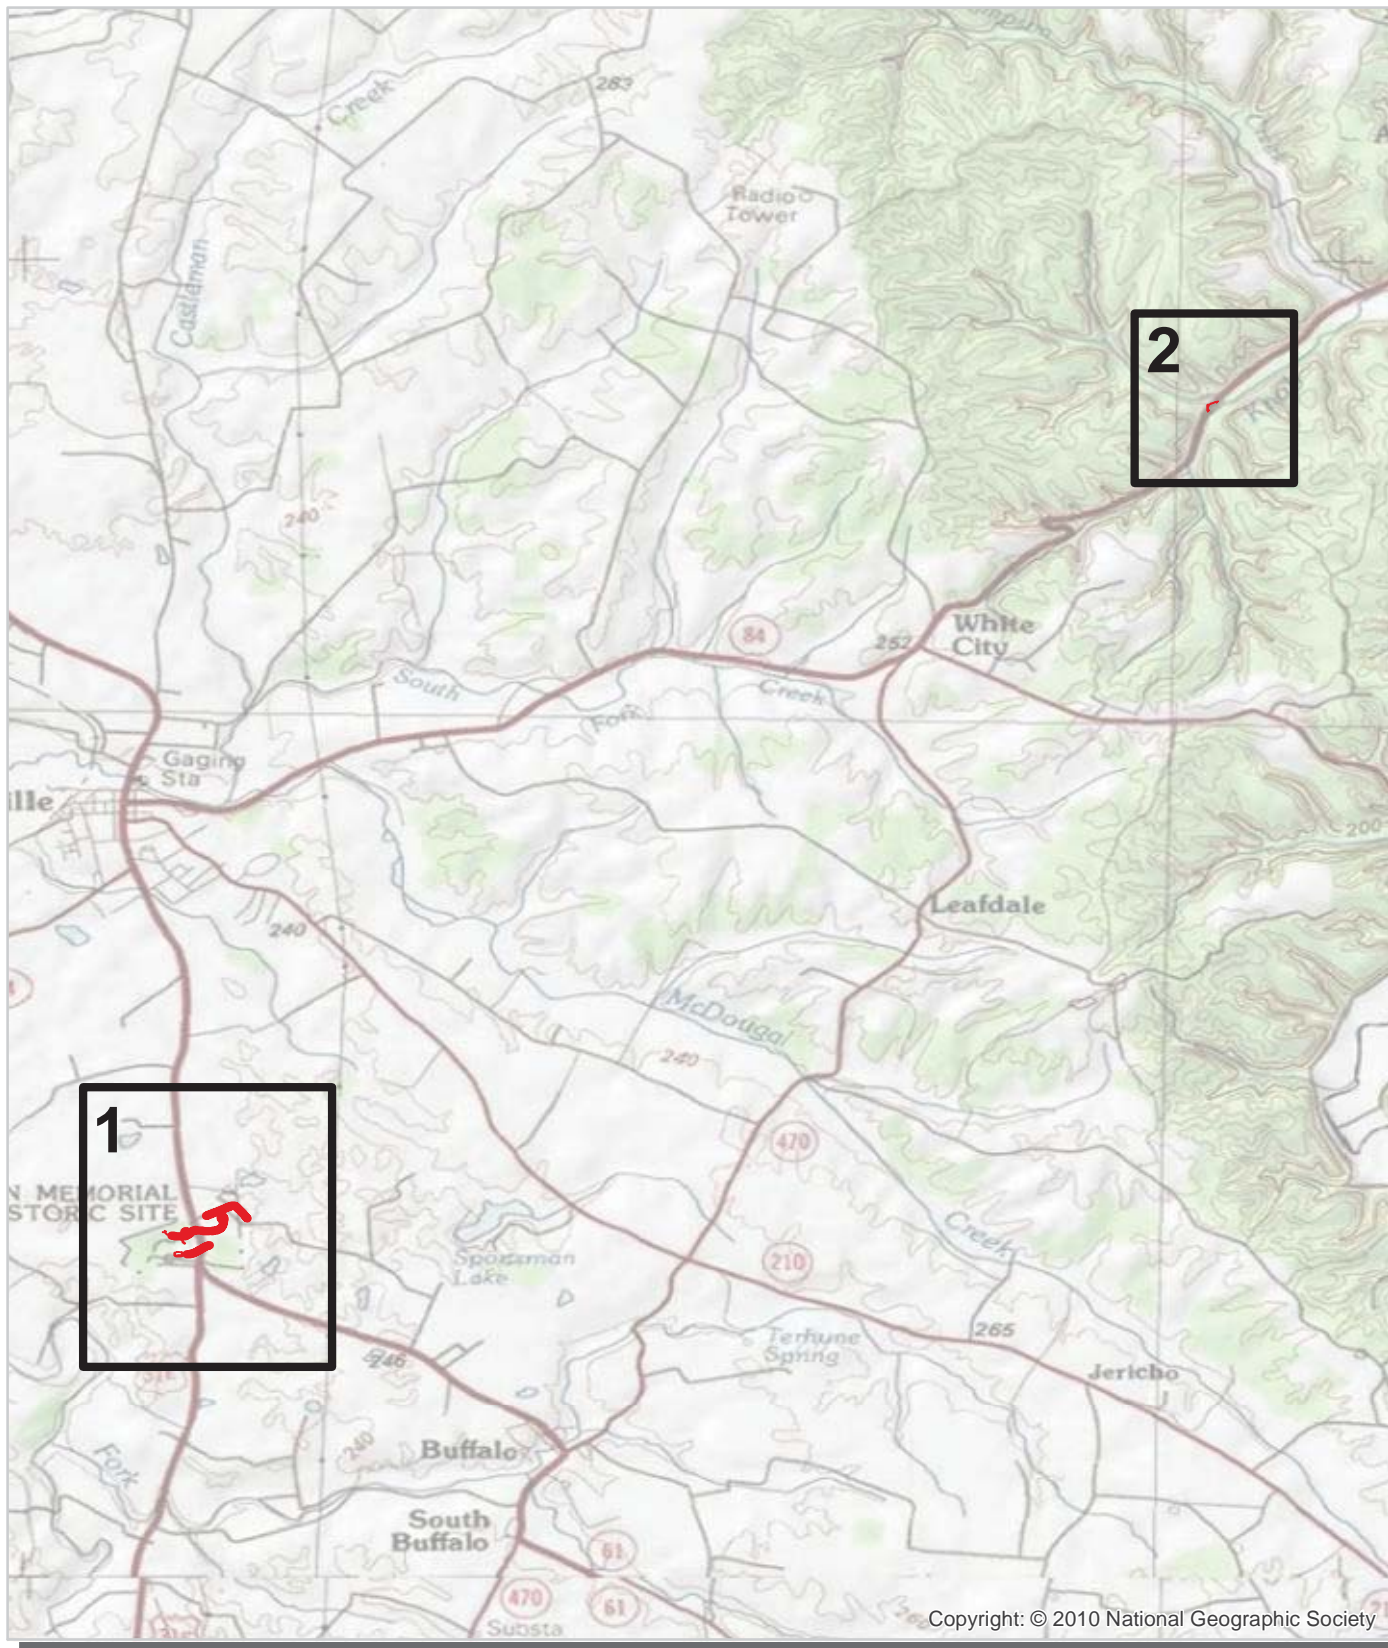 Creek
283
Radio
Tower
Castleman
2
240
White
City
84
252
South
Creek
Fork
Gaging
Sta
ille
200
Leafdale
240
McDougal
240
1
470
N MEMORIAL
STORIC SITE
Creek
Sportsman
Lake
210
265
Terhune
Spring
246
Jericho
Buffalo
240
Fork
South
Buffalo
61
470
61
Substa
Copyright: © 2010 National Geographic Society